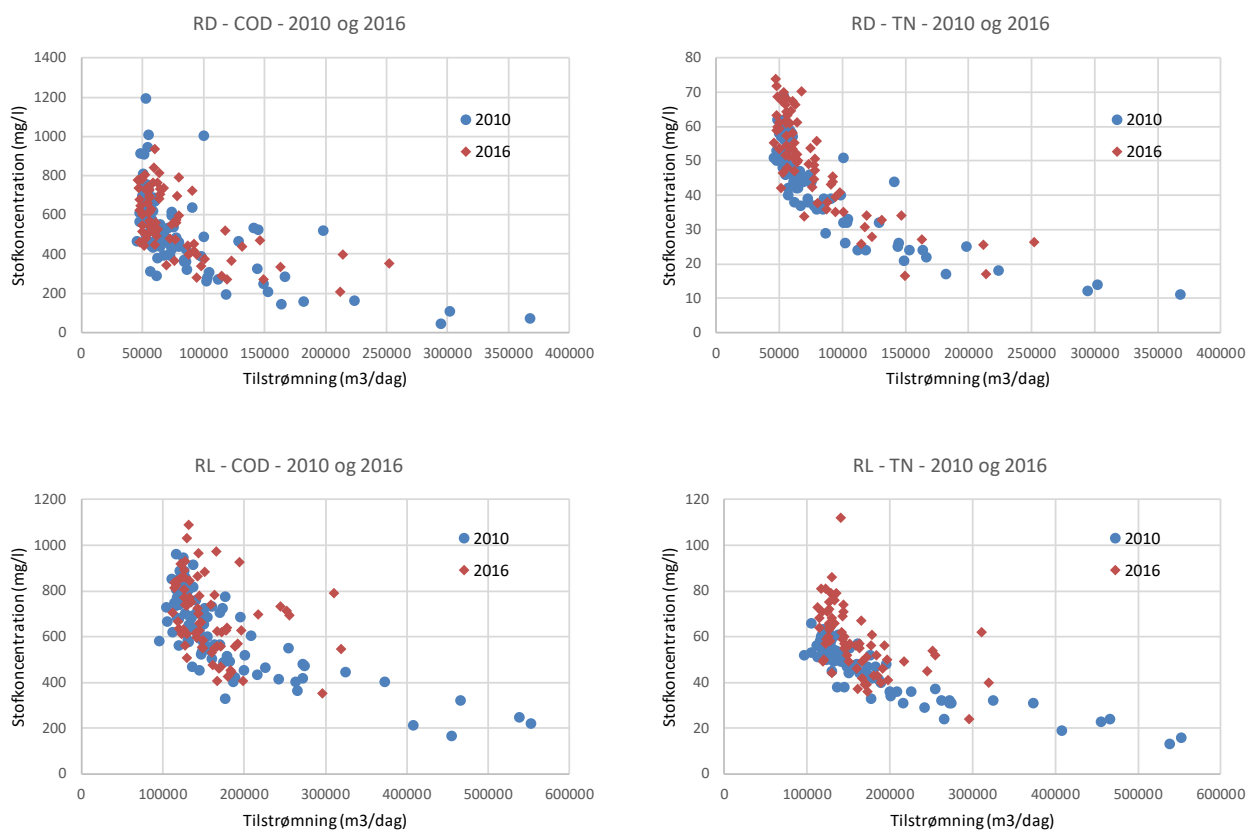 RD - COD - 2010 og 2016
Stofkoncentration (mg/l)
1400
1200
1000
800
600
400
200
0
2010
2016
0 50000 100000 150000 200000 250000 300000 350000 400000
Tilstrømning (m3/dag)
RD - TN - 2010 og 2016
Stofkoncentration (mg/l)
80
70
60
50
40
30
20
10
0
2010
2016
0 50000 100000 150000 200000 250000 300000 350000 400000
Tilstrømning (m3/dag)
RL - COD - 2010 og 2016
Stofkoncentration (mg/l)
1200
1000
800
600
400
200
0
2010
2016
0 100000 200000 300000 400000 500000 600000
Tilstrømning (m3/dag)
RL - TN - 2010 og 2016
Stofkoncentration (mg/l)
120
100
80
60
40
20
0
2010
2016
0 100000 200000 300000 400000 500000 600000
Tilstrømning (m3/dag)